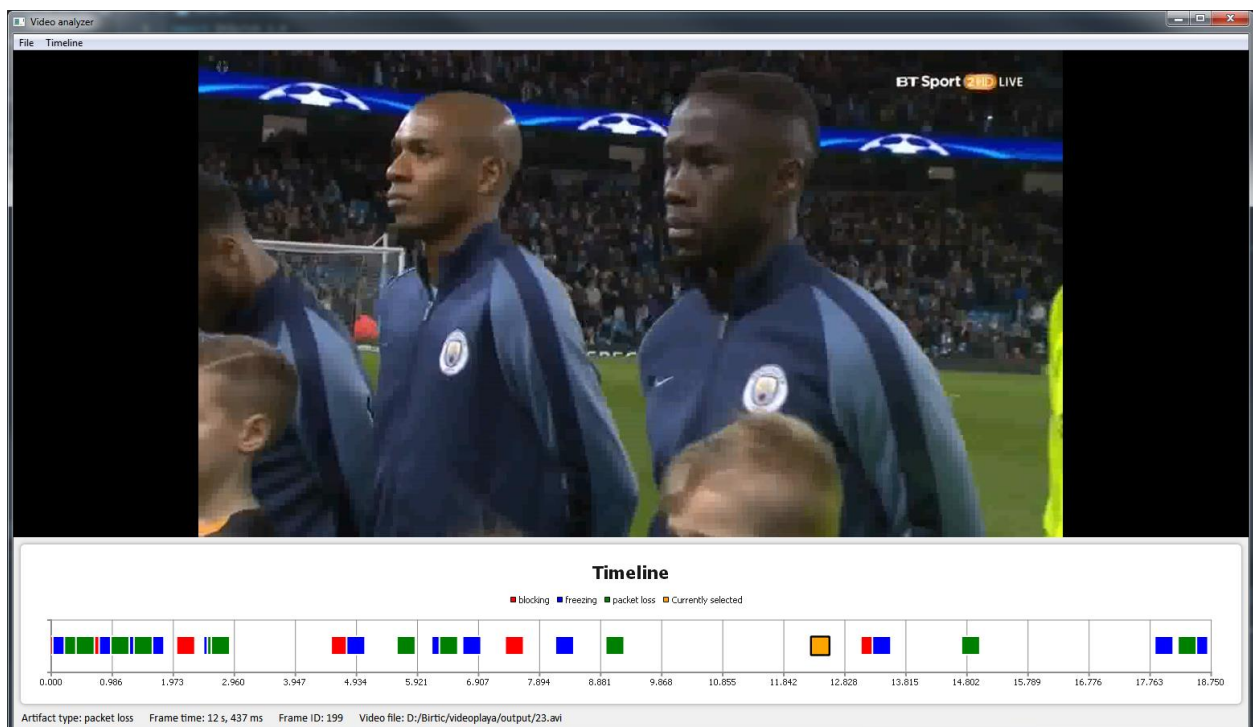 Video analyzer
File Timeline
BT Sport 2HD LIVE
Timeline
blocking freezing packet loss Currently selected
0.000 0.986 1.973 2.960 3.947 4.934 5.921 6.907 7.894 8.881 9.868 10.855 11.842 12.828 13.815 14.802 15.789 16.776 17.763 18.750
Artifact type: packet loss Frame time: 12 s, 437 ms Frame ID: 199 Video file: D:/Birtic/videoplaya/output/23.avi